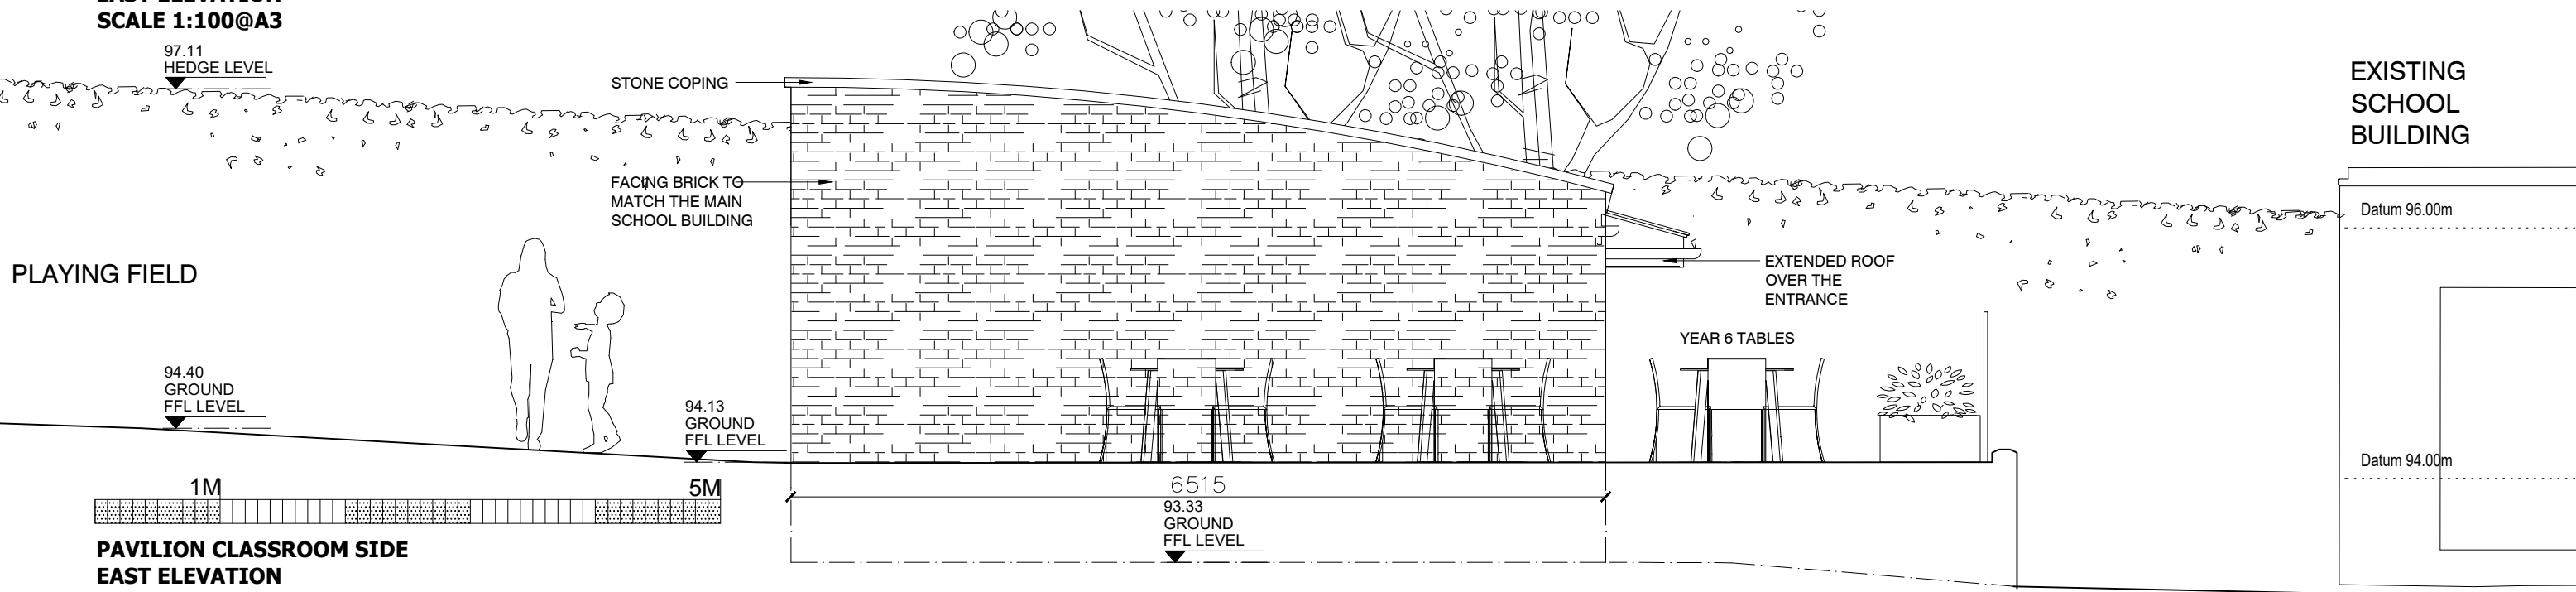 SCALE 1:100@A3
97.11
HEDGE LEVEL
STONE COPING
EXISTING
SCHOOL
BUILDING
FACING BRICK TO
MATCH THE MAIN
SCHOOL BUILDING
Datum 96.00m
PLAYING FIELD
EXTENDED ROOF
OVER THE
ENTRANCE
YEAR 6 TABLES
94.40
GROUND
FFL LEVEL
94.13
GROUND
FFL LEVEL
Datum 94.00m
1M
5M
6515
93.33
GROUND
FFL LEVEL
PAVILION CLASSROOM SIDE
EAST ELEVATION